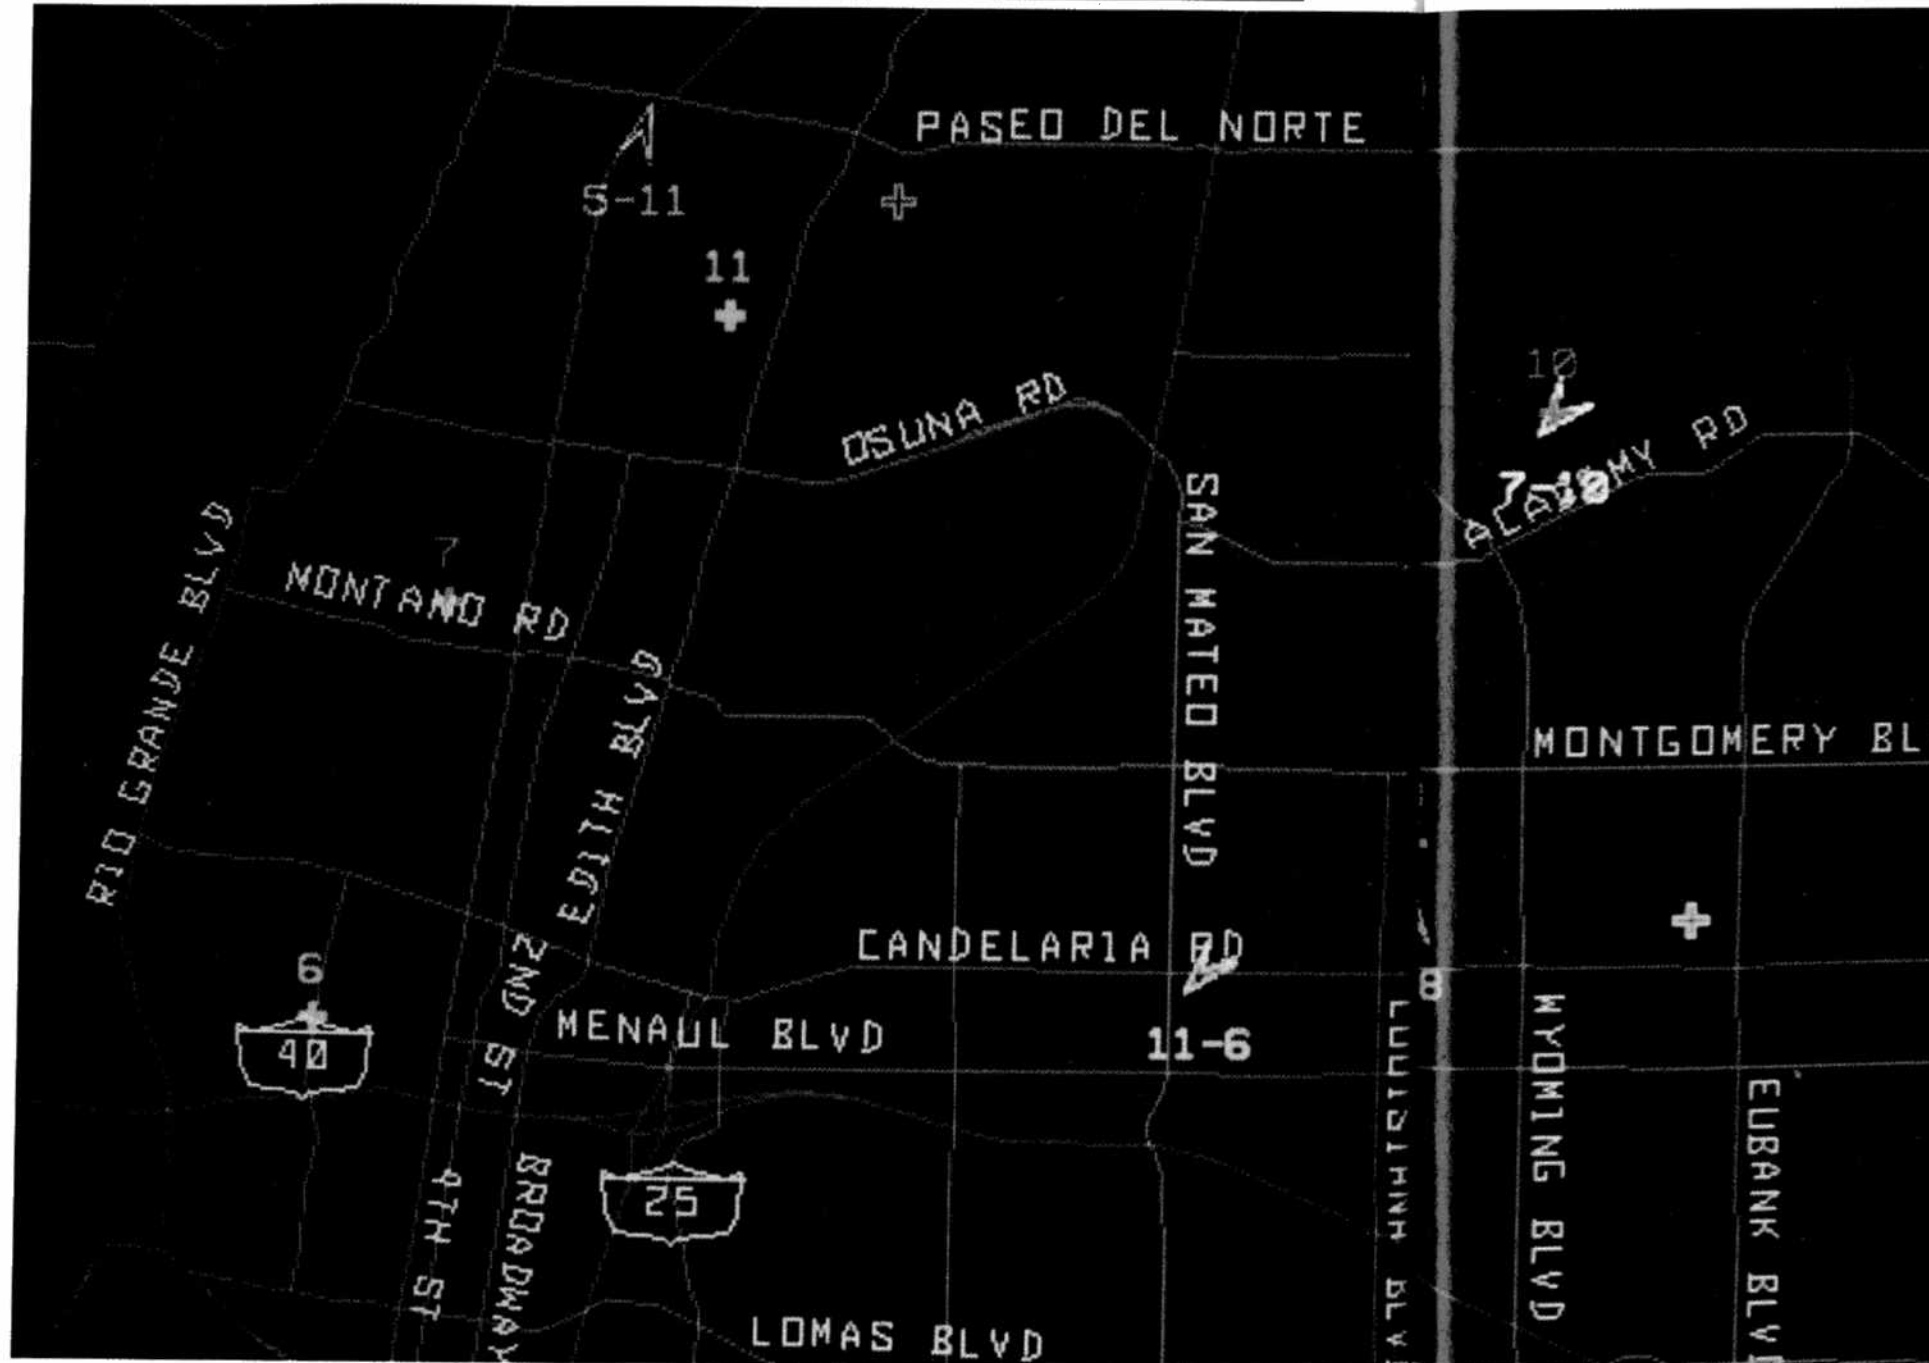 PASEO DEL NORTE
5-11
11
10
OSUNA RD
ACADEMY RD
7-10
SAN MATEO BLVD
RIO GRANDE BLVD
7
MONTANO RD
EDITH BLVD
MONTGOMERY BL
CANDELARIA RD
6
8
40
2ND ST
MENAUL BLVD
11-6
LOUISIANA BLV
WYOMING BLVD
EUBANK BLV
25
4TH ST
BROADWAY
LOMAS BLVD